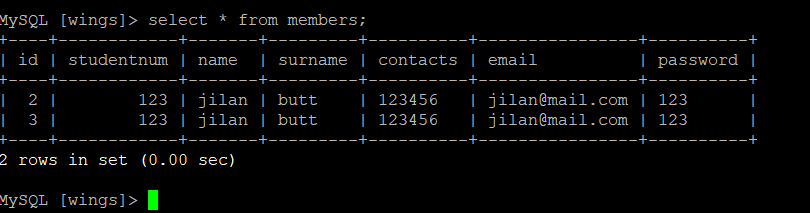 MySQL [wings]> select * from members;
+----+------------+-------+---------+----------+----------------+----------+
| id | studentnum | name  | surname | contacts | email          | password |
+----+------------+-------+---------+----------+----------------+----------+
|  2 |        123 | jilan | butt    | 123456   | jilan@mail.com | 123      |
|  3 |        123 | jilan | butt    | 123456   | jilan@mail.com | 123      |
+----+------------+-------+---------+----------+----------------+----------+
2 rows in set (0.00 sec)
MySQL [wings]>